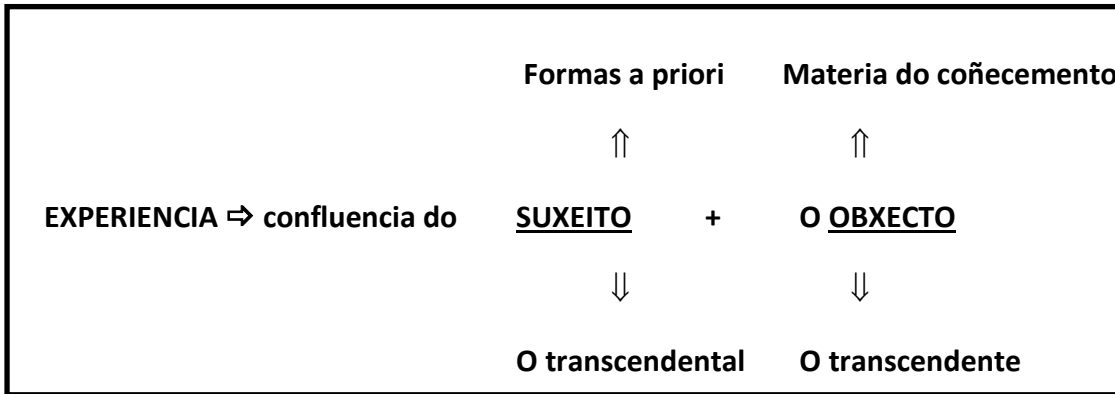 Formas a priori Materia do coñecemento
⇑ ⇑
EXPERIENCIA ⇨ confluencia do SUXEITO + O OBXECTO
⇓ ⇓
O transcendental O transcendente